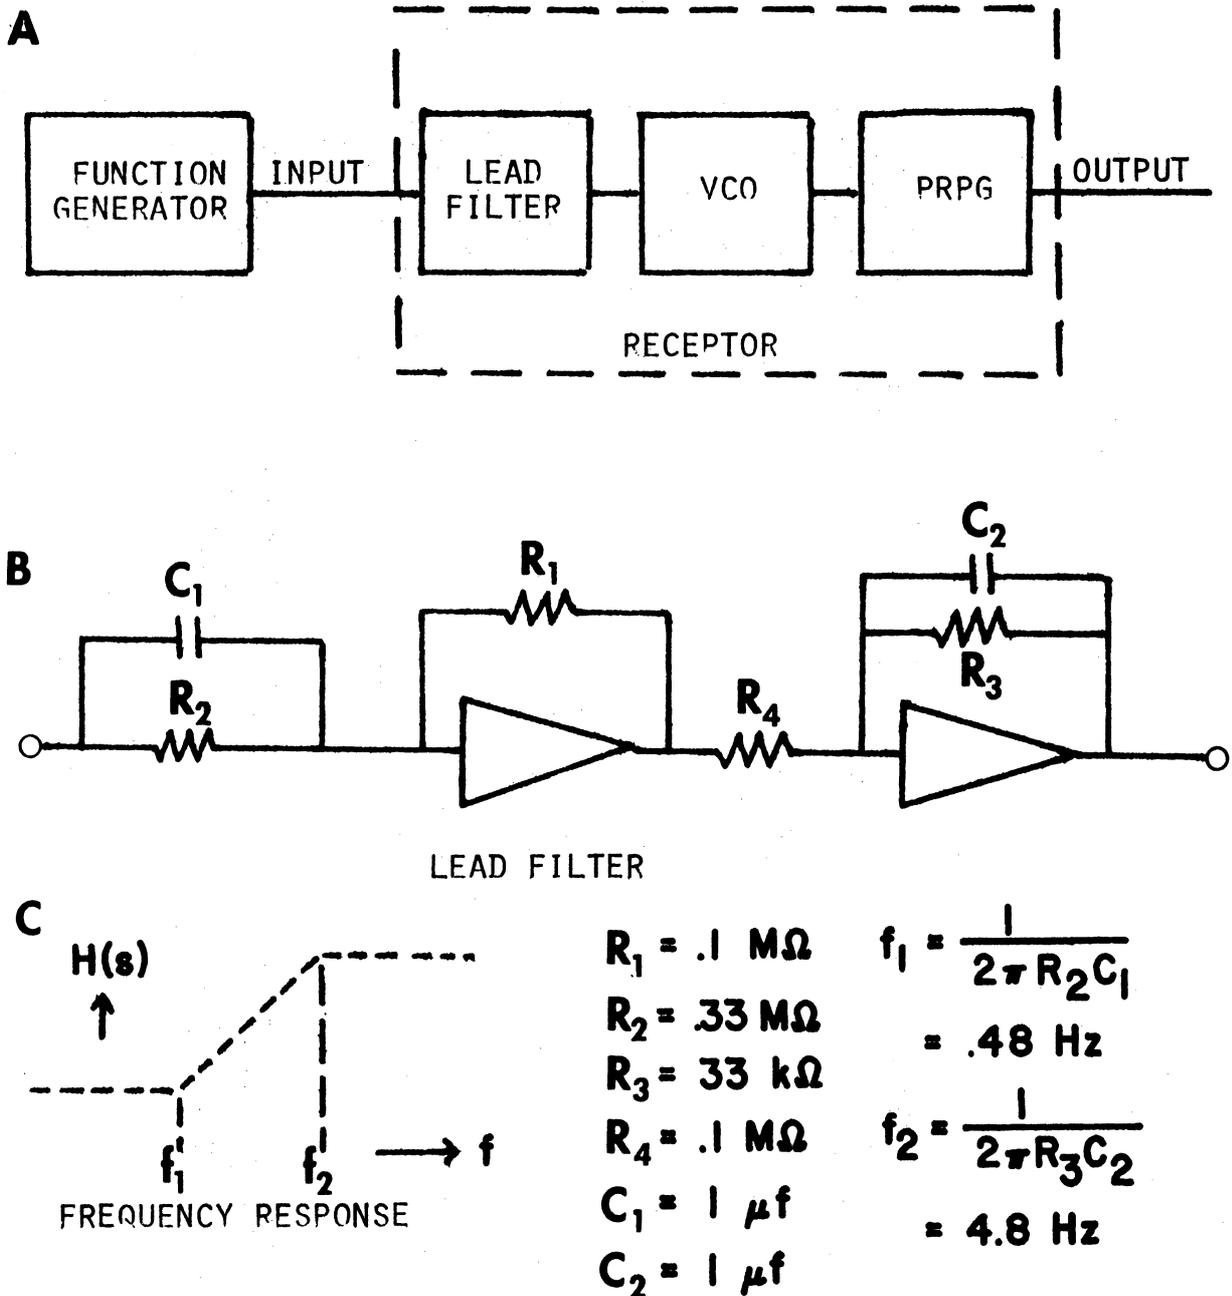 A
FUNCTION
GENERATOR
INPUT
LEAD
FILTER
VCO
PRPG
OUTPUT
RECEPTOR
B
C₁
R₂
R₁
R₄
C₂
R₃
LEAD FILTER
C
H(s)
↑
f₁
f₂
→ f
FREQUENCY RESPONSE
R₁ = .1 MΩ
R₂ = .33 MΩ
R₃ = 33 kΩ
R₄ = .1 MΩ
C₁ = 1 μf
C₂ = 1 μf
f₁ = 1
2πR₂C₁
= .48 Hz
f₂ = 1
2πR₃C₂
= 4.8 Hz